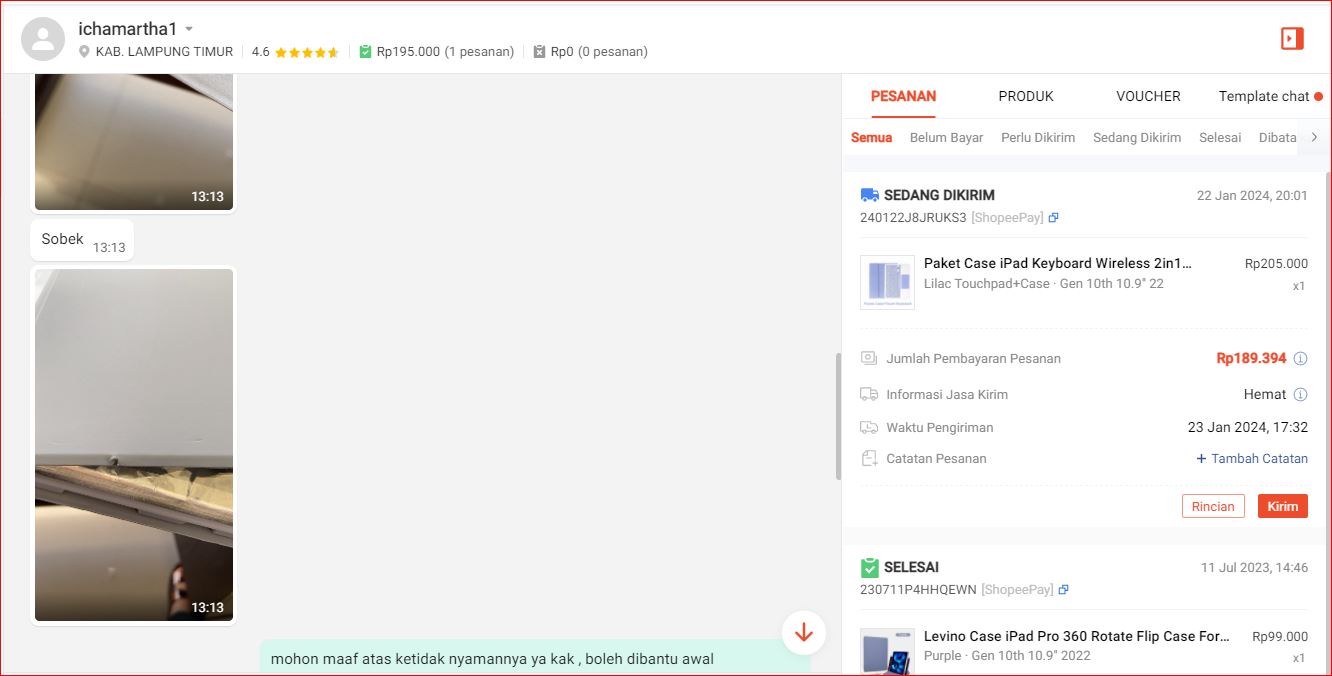 ichamartha1
KAB. LAMPUNG TIMUR 4.6 Rp195.000 (1 pesanan) Rp0 (0 pesanan)
13:13
Sobek 13:13
13:13
mohon maaf atas ketidak nyamannya ya kak , boleh dibantu awal
PESANAN PRODUK VOUCHER Template chat
Semua Belum Bayar Perlu Dikirim Sedang Dikirim Selesai Dibata
SEDANG DIKIRIM 22 Jan 2024, 20:01
240122J8JRUKS3 [ShopeePay]
Paket Case iPad Keyboard Wireless 2in1... Rp205.000
Lilac Touchpad+Case · Gen 10th 10.9" 22 x1
Jumlah Pembayaran Pesanan Rp189.394
Informasi Jasa Kirim Hemat
Waktu Pengiriman 23 Jan 2024, 17:32
Catatan Pesanan + Tambah Catatan
Rincian Kirim
SELESAI 11 Jul 2023, 14:46
230711P4HHQEWN [ShopeePay]
Levino Case iPad Pro 360 Rotate Flip Case For... Rp99.000
Purple · Gen 10th 10.9" 2022 x1